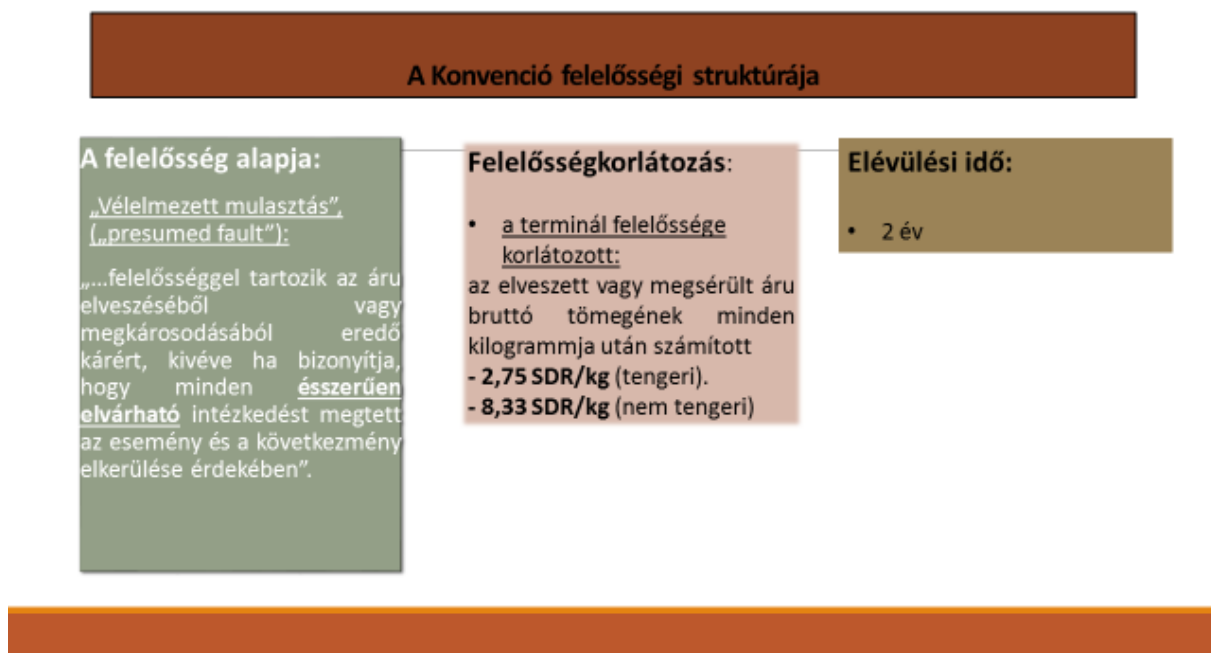 A Konvenció felelősségi struktúrája
A felelősség alapja:
„Vélelmezett mulasztás”,
(„presumed fault”):
„...felelősséggel tartozik az áru
elveszéséből vagy
megkárosodásából eredő
kárért, kivéve ha bizonyítja,
hogy minden ésszerűen
elvárható intézkedést megtett
az esemény és a következmény
elkerülése érdekében”.
Felelősségkorlátozás:
• a terminál felelőssége
korlátozott:
az elveszett vagy megsérült áru
bruttó tömegének minden
kilogrammja után számított
- 2,75 SDR/kg (tengeri).
- 8,33 SDR/kg (nem tengeri)
Elévülési idő:
• 2 év